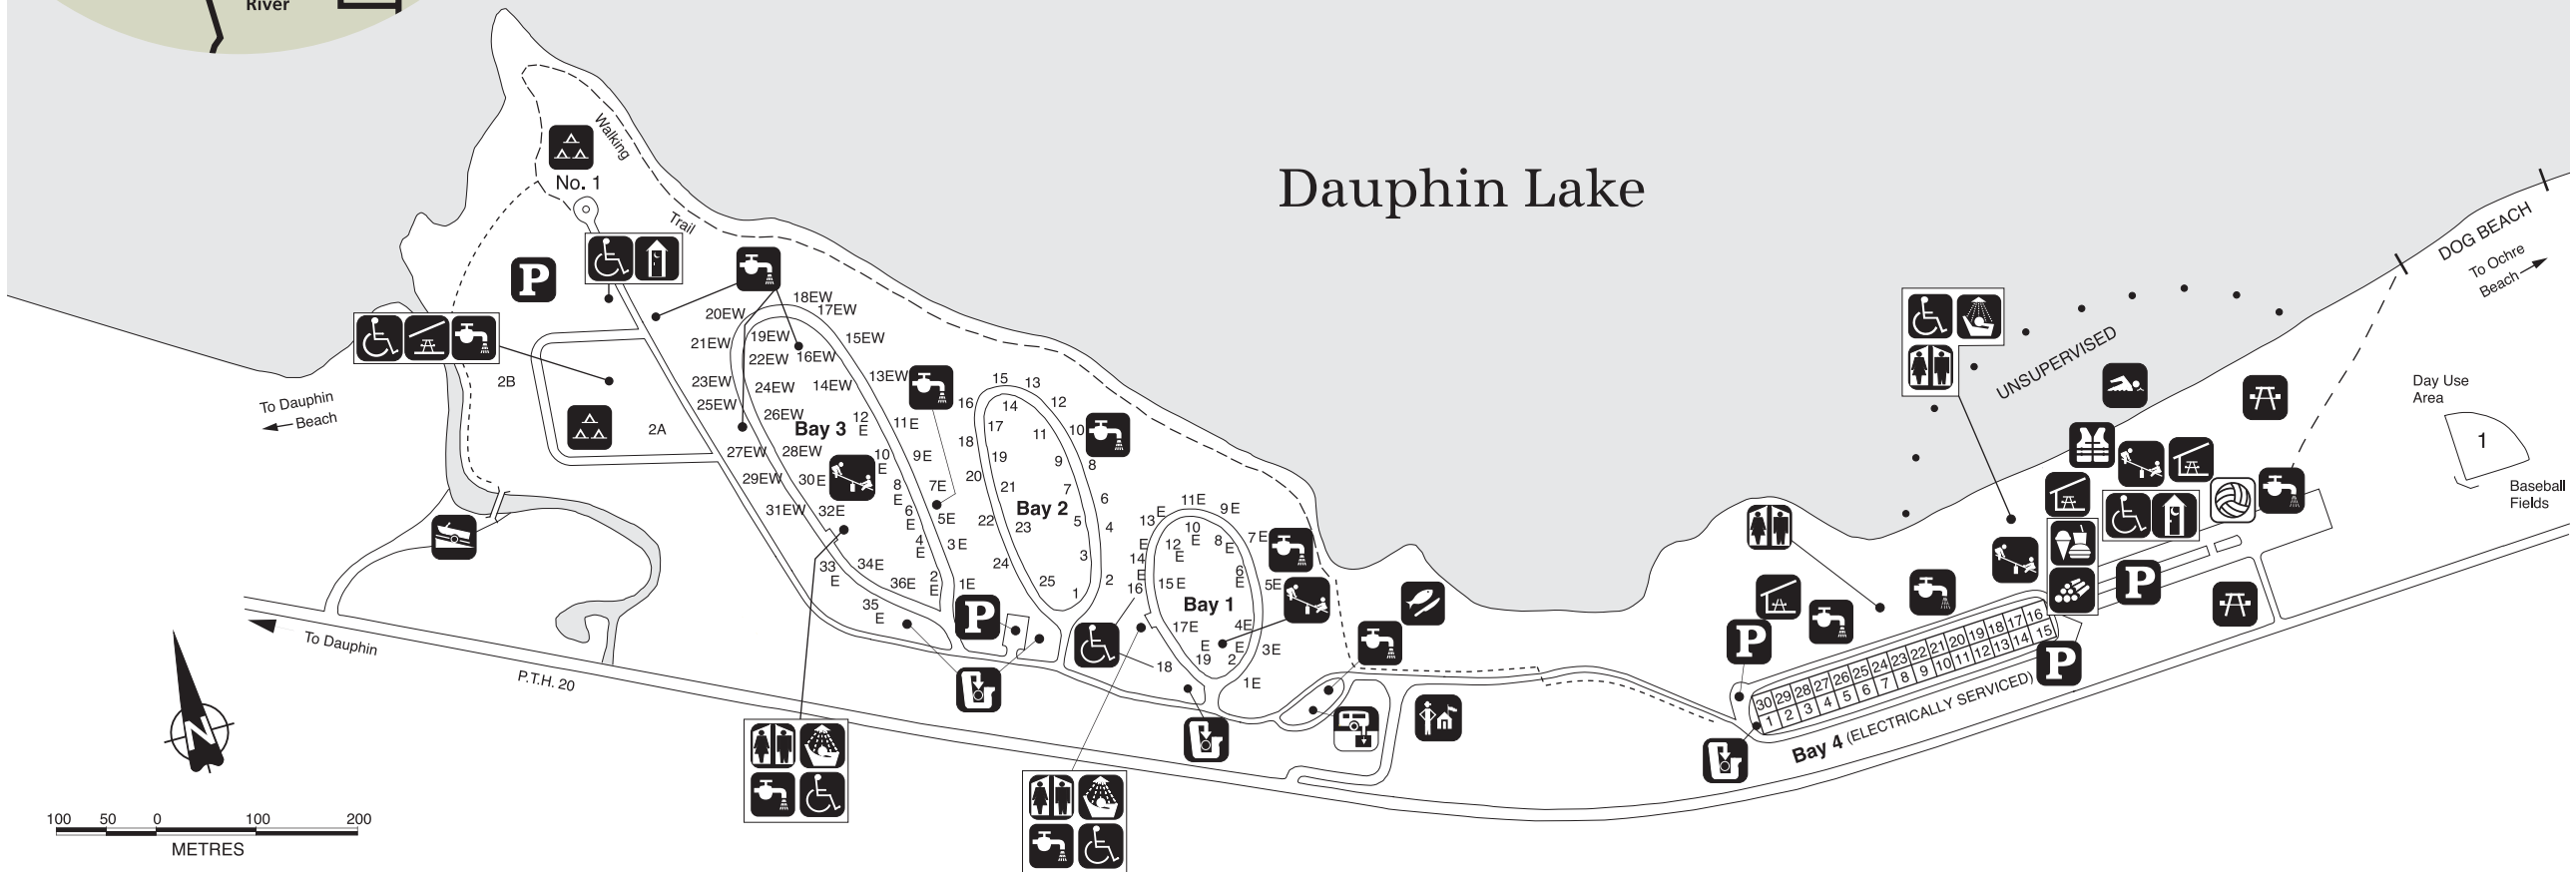 River
Dauphin Lake
Walking
Trail
No. 1
P
2B
2A
To Dauphin
Beach
To Dauphin
P.T.H. 20
N
100 50 0 100 200
METRES
18EW
17EW
20EW
19EW
15EW
21EW
22EW
16EW
23EW
24EW
14EW
13EW
25EW
26EW
12
E
11E
Bay 3
27EW
28EW
10
E
9E
29EW
30E
8
E
7E
31EW
32E
6
E
5E
4
E
3E
33
E
34E
36E
2
E
1E
35
E
P
15
13
16
14
12
17
11
10
18
19
9
8
20
21
7
6
Bay 2
22
23
5
4
24
3
25
2
1
11E
9E
13
E
10
E
8
E
7E
12
E
14
E
6
E
5E
15E
16
E
Bay 1
17E
4E
E
19
E
2
3E
18
1E
P
30 29 28 27 26 25 24 23 22 21 20 19 18 17 16
1 2 3 4 5 6 7 8 9 10 11 12 13 14 15
Bay 4 (ELECTRICALLY SERVICED)
P
P
UNSUPERVISED
DOG BEACH
To Ochre
Beach
Day Use
Area
1
Baseball
Fields